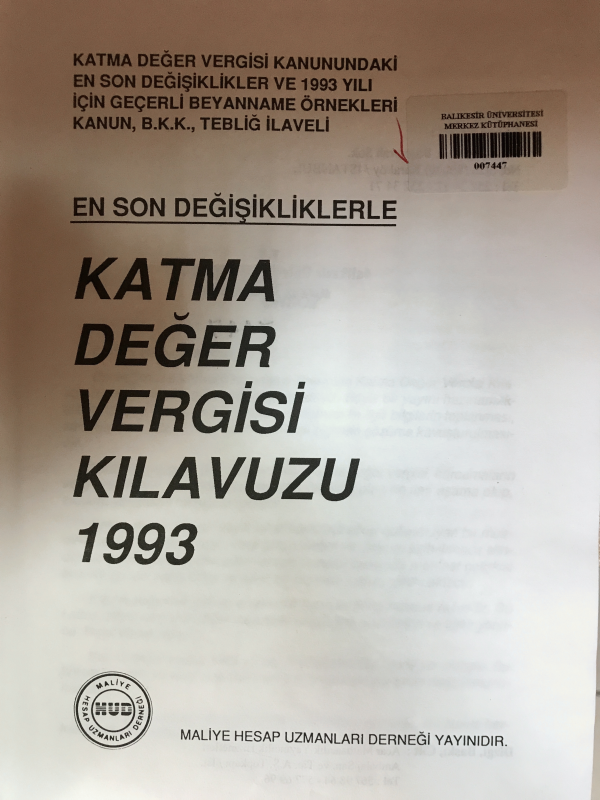 KATMA DEĞER VERGİSİ KANUNUNDAKİ
EN SON DEĞİŞİKLİKLER VE 1993 YILI
İÇİN GEÇERLİ BEYANNAME ÖRNEKLERİ
KANUN, B.K.K., TEBLİĞ İLAVELİ
BALIKESİR ÜNİVERSİTESİ
MERKEZ KÜTÜPHANESİ
007447
EN SON DEĞİŞİKLİKLERLE
KATMA
DEĞER
VERGİSİ
KILAVUZU
1993
MALİYE
HUD
HESAP UZMANLARI DERNEĞİ
MALİYE HESAP UZMANLARI DERNEĞİ YAYINIDIR.